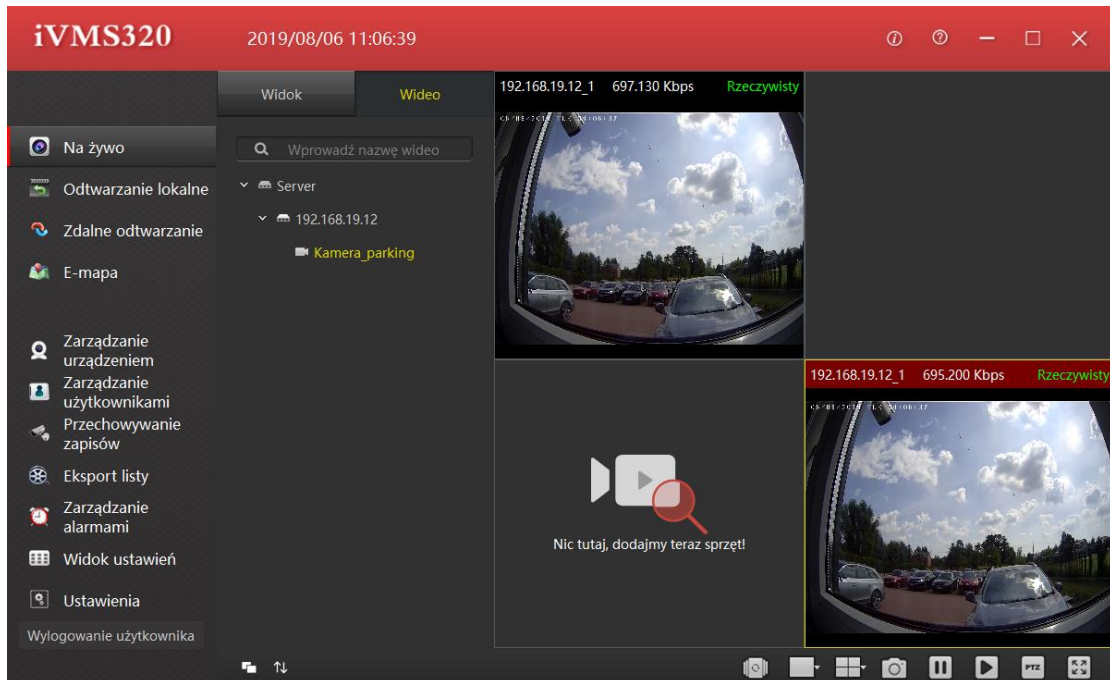 iVMS320
2019/08/06 11:06:39
Widok
Wideo
Na żywo
Odtwarzanie lokalne
Zdalne odtwarzanie
E-mapa
Zarządzanie
urządzeniem
Zarządzanie
użytkownikami
Przechowywanie
zapisów
Eksport listy
Zarządzanie
alarmami
Widok ustawień
Ustawienia
Wylogowanie użytkownika
Wprowadź nazwę wideo
Server
192.168.19.12
Kamera_parking
192.168.19.12_1 697.130 Kbps Rzeczywisty
192.168.19.12_1 695.200 Kbps Rzeczywisty
Nic tutaj, dodajmy teraz sprzęt!
PTZ